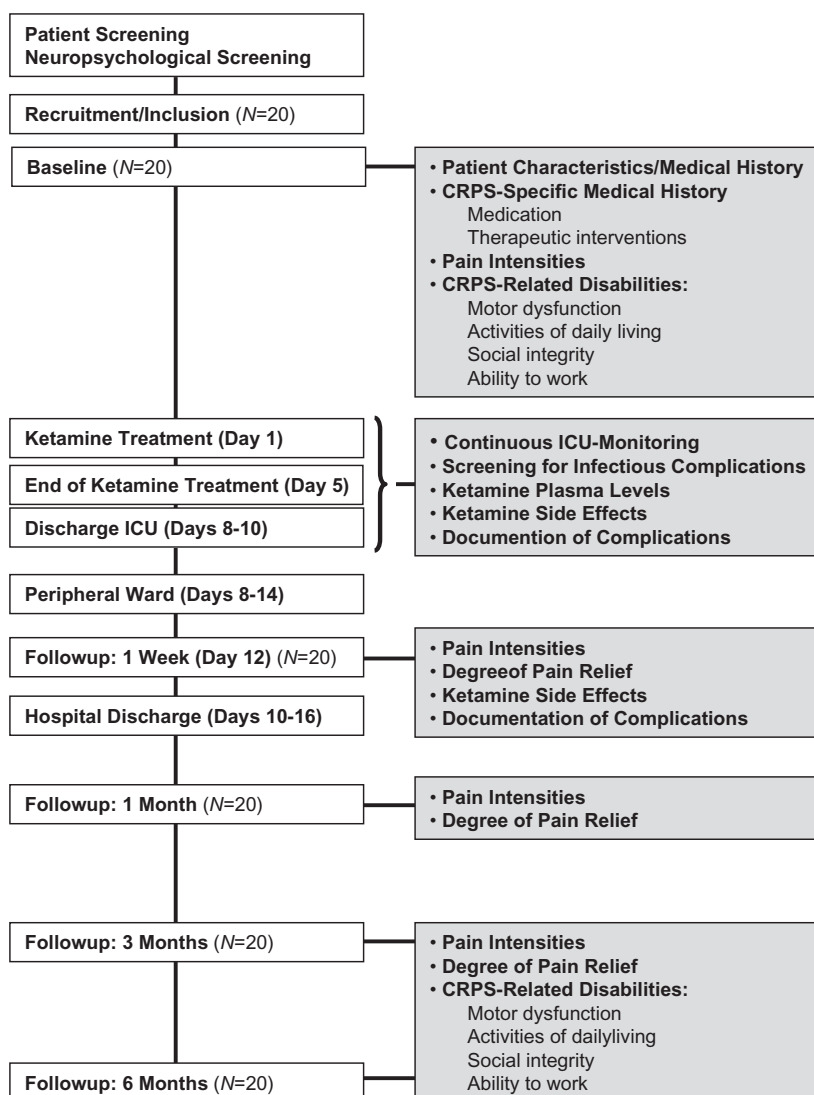 Patient Screening
Neuropsychological Screening
Recruitment/Inclusion (N=20)
Baseline (N=20)
• Patient Characteristics/Medical History
• CRPS-Specific Medical History
Medication
Therapeutic interventions
• Pain Intensities
• CRPS-Related Disabilities:
Motor dysfunction
Activities of daily living
Social integrity
Ability to work
Ketamine Treatment (Day 1)
End of Ketamine Treatment (Day 5)
Discharge ICU (Days 8-10)
• Continuous ICU-Monitoring
• Screening for Infectious Complications
• Ketamine Plasma Levels
• Ketamine Side Effects
• Documention of Complications
Peripheral Ward (Days 8-14)
Followup: 1 Week (Day 12) (N=20)
• Pain Intensities
• Degreeof Pain Relief
• Ketamine Side Effects
• Documentation of Complications
Hospital Discharge (Days 10-16)
Followup: 1 Month (N=20)
• Pain Intensities
• Degree of Pain Relief
Followup: 3 Months (N=20)
• Pain Intensities
• Degree of Pain Relief
• CRPS-Related Disabilities:
Motor dysfunction
Activities of dailyliving
Social integrity
Ability to work
Followup: 6 Months (N=20)